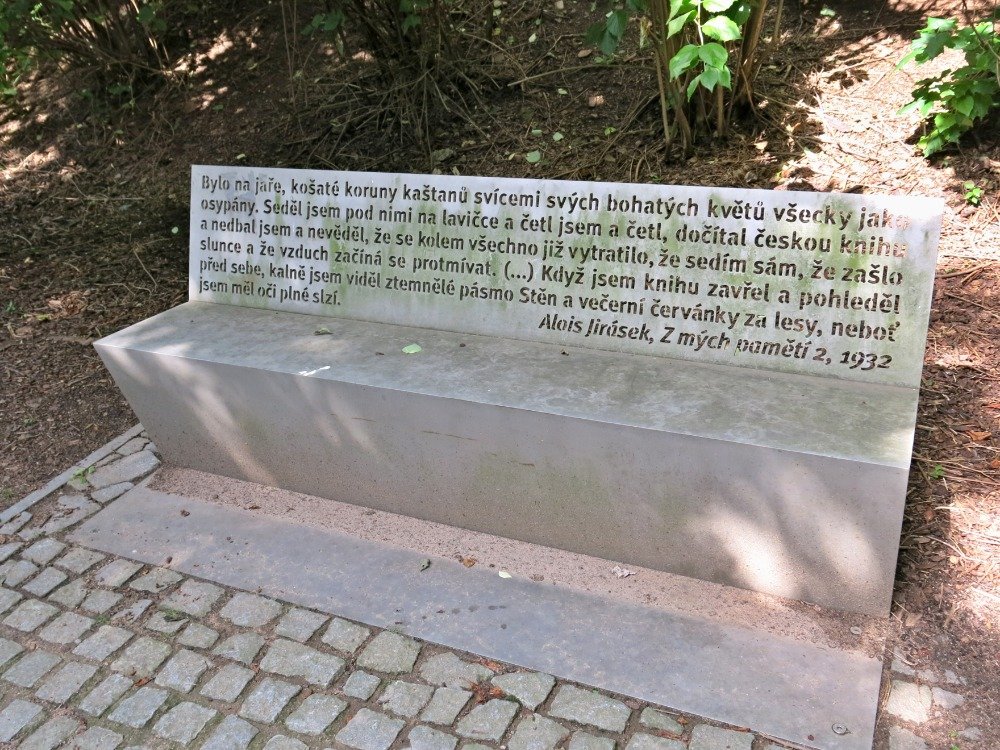 Bylo na jaře, košaté koruny kaštanů svícemi svých bohatých květů všecky jako
osypány. Seděl jsem pod nimi na lavičce a četl jsem a četl, dočítal českou knihu
a nedbal jsem a nevěděl, že se kolem všechno již vytratilo, že sedím sám, že zašlo
slunce a že vzduch začíná se protmívat. (...) Když jsem knihu zavřel a pohleděl
před sebe, kalně jsem viděl ztemnělé pásmo Stěn a večerní červánky za lesy, neboť
jsem měl oči plné slzí.
Alois Jirásek, Z mých pamětí 2, 1932